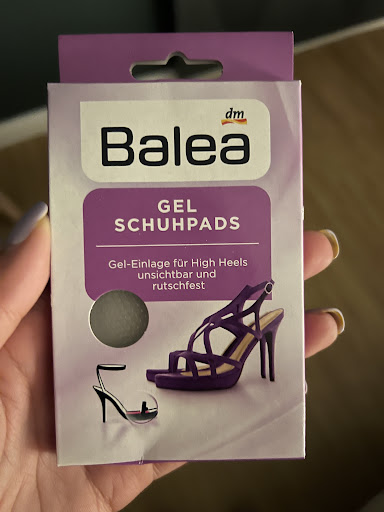 dm
Balea
GEL
SCHUHPADS
Gel-Einlage für High Heels
unsichtbar und
rutschfest